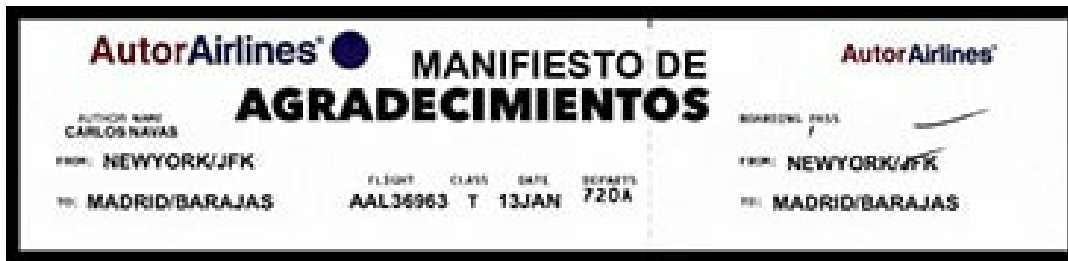 AutorAirlines
MANIFIESTO DE
AGRADECIMIENTOS
AUTHOR NAME
CARLOS NAVAS
FROM: NEWYORK/JFK
TO: MADRID/BARAJAS
FLIGHT CLASS DATE DEPARTS
AAL36963 T 13JAN 720A
AutorAirlines
BOARDING PASS
/
FROM: NEWYORK/JFK
TO: MADRID/BARAJAS